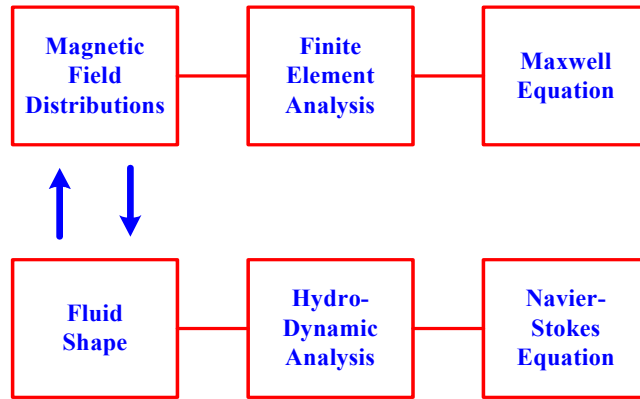 Magnetic
Field
Distributions
Finite
Element
Analysis
Maxwell
Equation
Fluid
Shape
Hydro-
Dynamic
Analysis
Navier-
Stokes
Equation